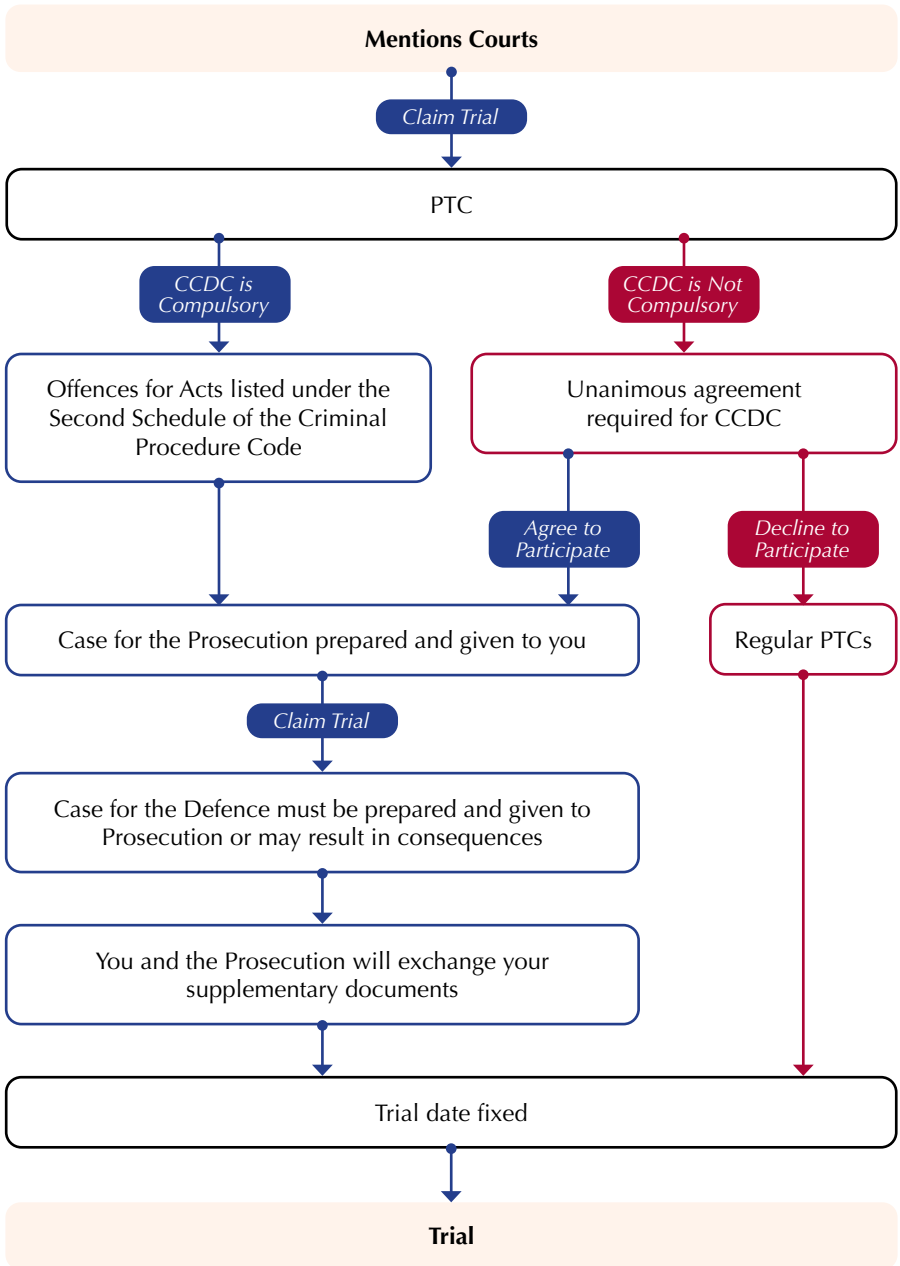 Mentions Courts
Claim Trial
PTC
CCDC is
Compulsory
CCDC is Not
Compulsory
Offences for Acts listed under the
Second Schedule of the Criminal
Procedure Code
Unanimous agreement
required for CCDC
Agree to
Participate
Decline to
Participate
Case for the Prosecution prepared and given to you
Regular PTCs
Claim Trial
Case for the Defence must be prepared and given to
Prosecution or may result in consequences
You and the Prosecution will exchange your
supplementary documents
Trial date fixed
Trial